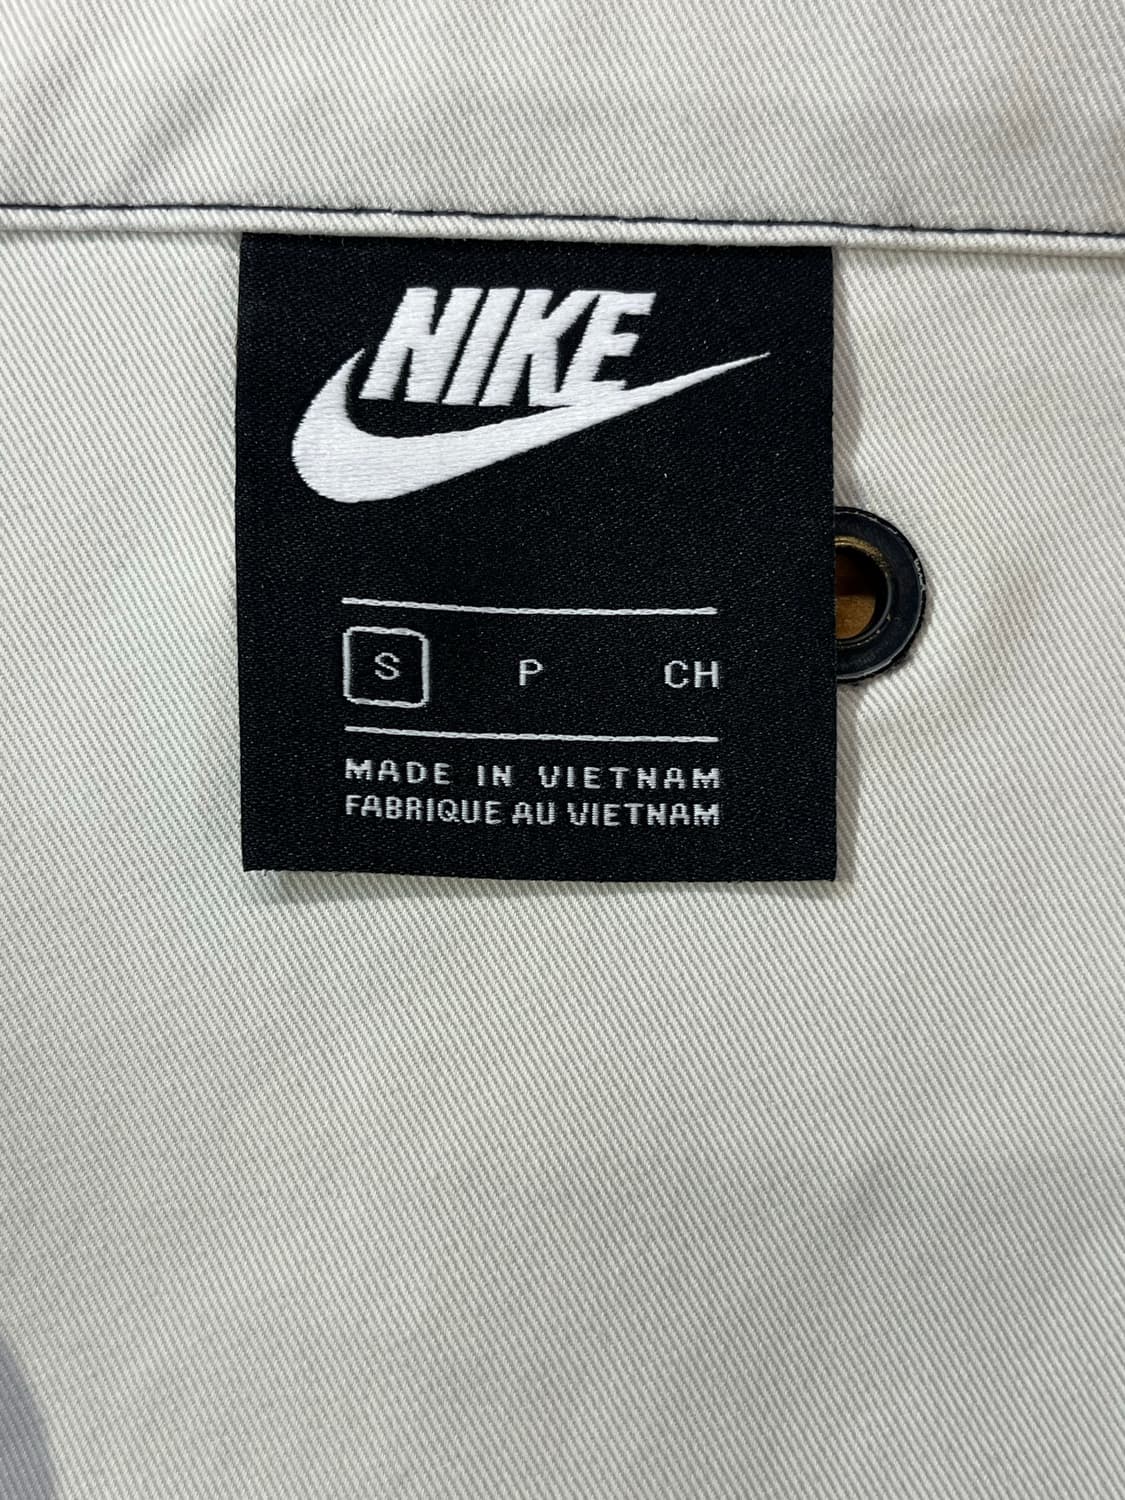 NIKE
S P CH
MADE IN VIETNAM
FABRIQUE AU VIETNAM